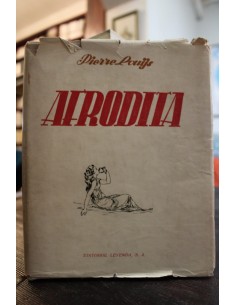 Pierre Louÿs
AFRODITA
EDICIONES LEYENDA, S. A.